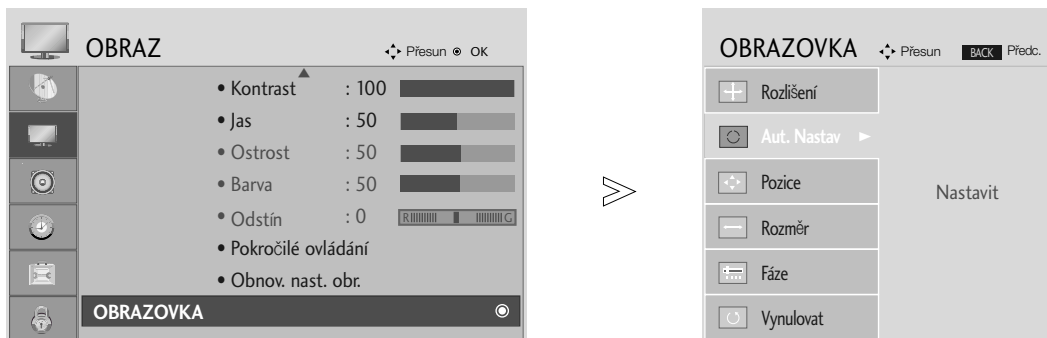 OBRAZ
Přesun OK
• Kontrast : 100
• Jas : 50
• Ostrost : 50
• Barva : 50
• Odstín : 0 R G
• Pokročilé ovládání
• Obnov. nast. obr.
OBRAZOVKA
OBRAZOVKA
Přesun BACK Předc.
Rozlišení
Aut. Nastav
Pozice
Rozměr
Fáze
Vynulovat
Nastavit